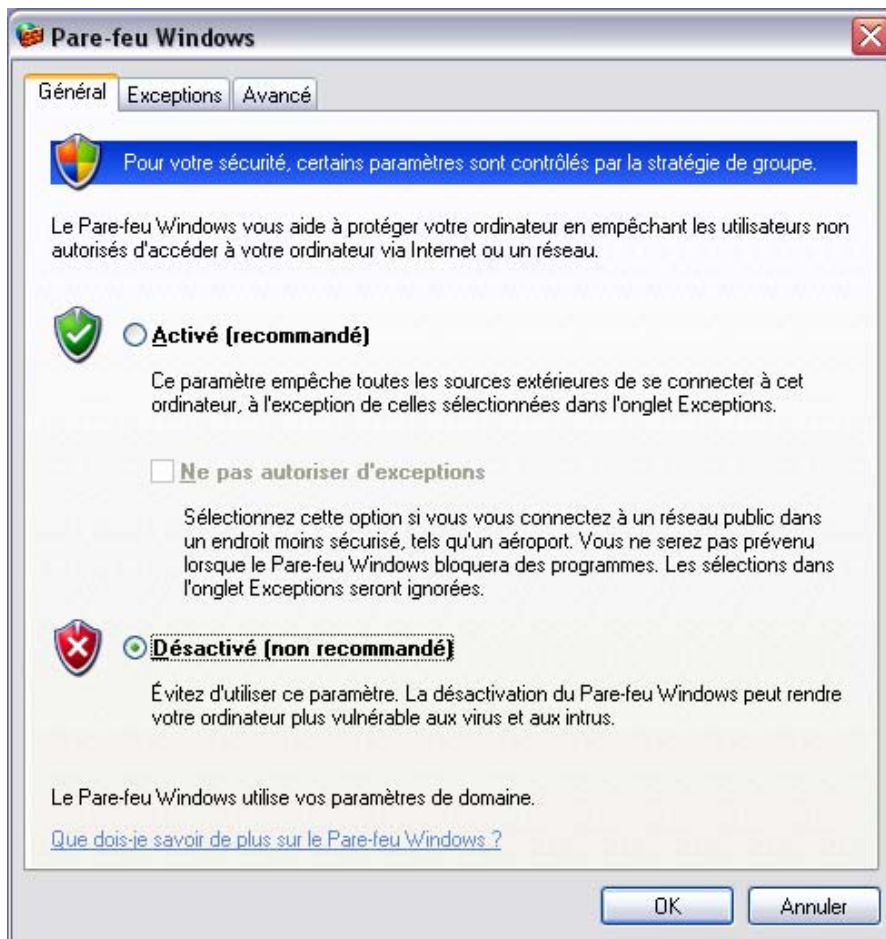 Pare-feu Windows
Général Exceptions Avancé
Pour votre sécurité, certains paramètres sont contrôlés par la stratégie de groupe.
Le Pare-feu Windows vous aide à protéger votre ordinateur en empêchant les utilisateurs non
autorisés d'accéder à votre ordinateur via Internet ou un réseau.
Activé (recommandé)
Ce paramètre empêche toutes les sources extérieures de se connecter à cet
ordinateur, à l'exception de celles sélectionnées dans l'onglet Exceptions.
Ne pas autoriser d'exceptions
Sélectionnez cette option si vous vous connectez à un réseau public dans
un endroit moins sécurisé, tels qu'un aéroport. Vous ne serez pas prévenu
lorsque le Pare-feu Windows bloquera des programmes. Les sélections dans
l'onglet Exceptions seront ignorées.
Désactivé (non recommandé)
Évitez d'utiliser ce paramètre. La désactivation du Pare-feu Windows peut rendre
votre ordinateur plus vulnérable aux virus et aux intrus.
Le Pare-feu Windows utilise vos paramètres de domaine.
Que dois-je savoir de plus sur le Pare-feu Windows ?
OK Annuler